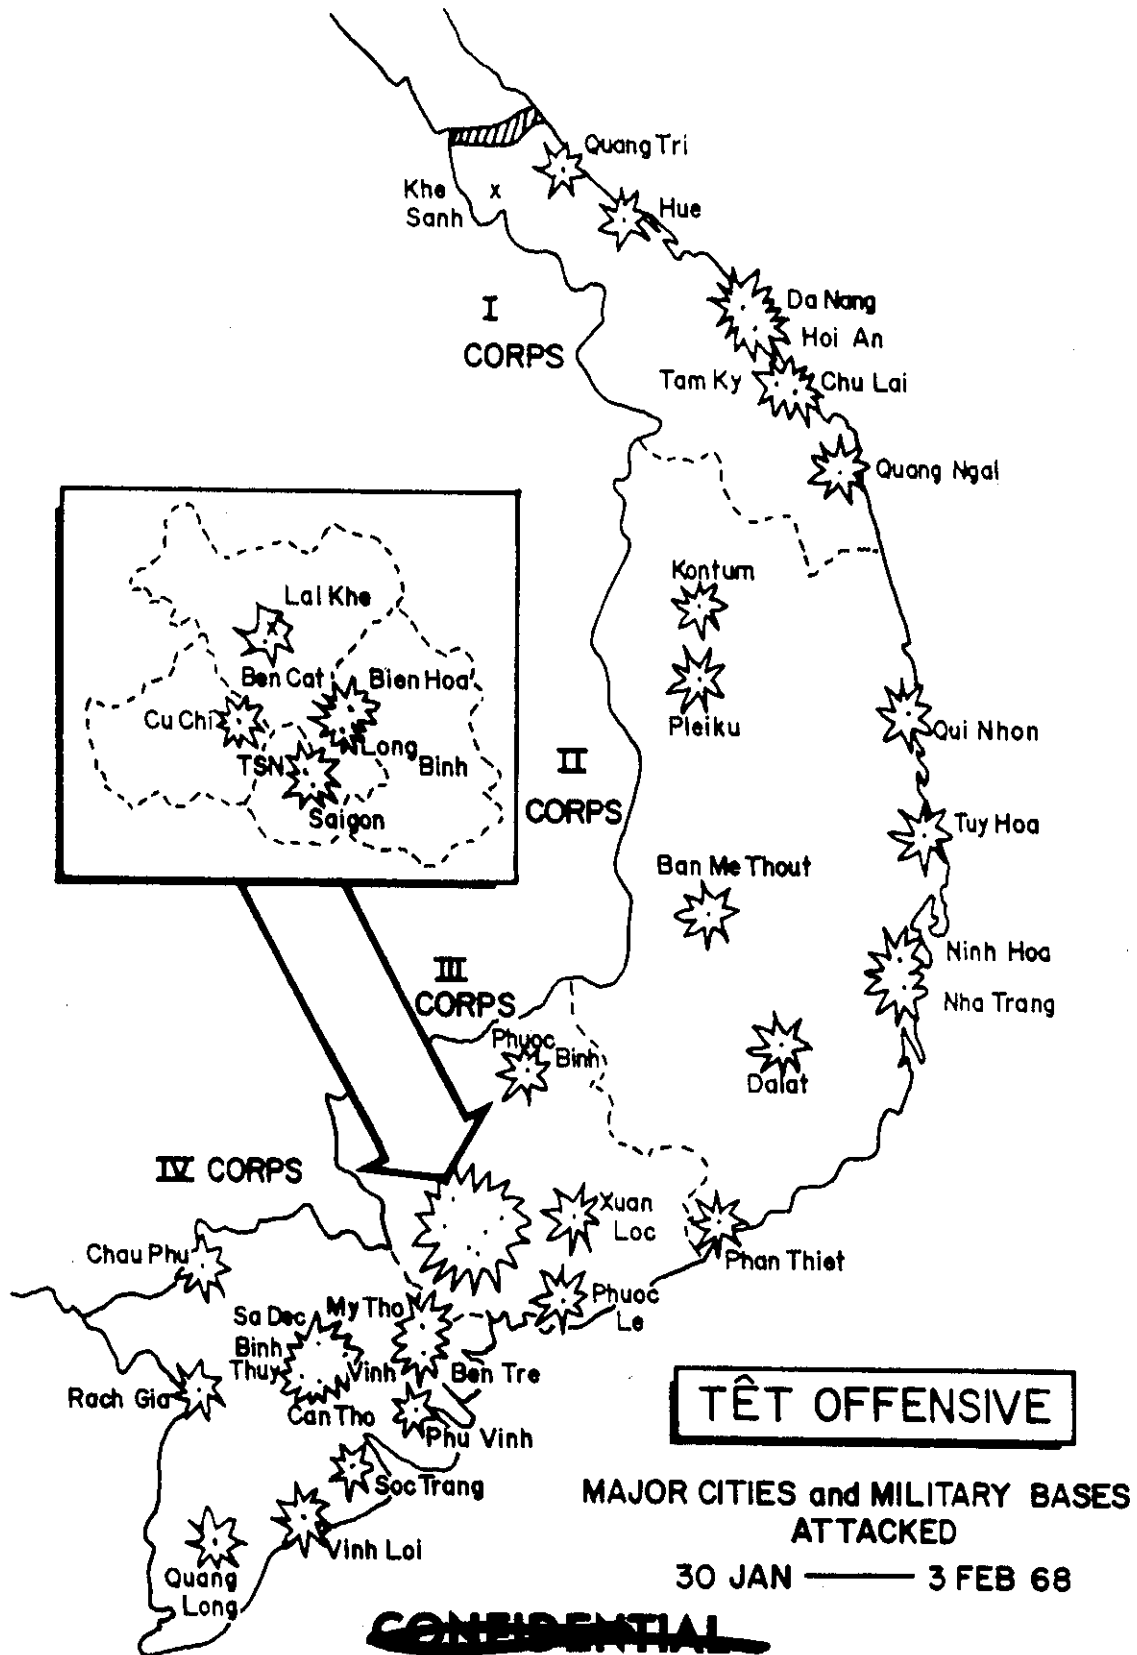 Quang Tri
Khe
Sanh
x
Hue
I
CORPS
Da Nang
Hoi An
Tam Ky
Chu Lai
Quang Ngai
Lai Khe
Ben Cat
Bien Hoa
Cu Chi
TSN
Long
Binh
Saigon
Kontum
Pleiku
II
CORPS
Qui Nhon
Tuy Hoa
Ban Me Thout
Ninh Hoa
Nha Trang
III
CORPS
Phuoc
Binh
Dalat
IV CORPS
Xuan
Loc
Phan Thiet
Chau Phu
Phuoc
Le
Sa Dec
My Tho
Binh
Thuy
Vinh
Ben Tre
Rach Gia
Can Tho
Phu Vinh
Soc Trang
Vinh Loi
Quang
Long
TÊT OFFENSIVE
MAJOR CITIES and MILITARY BASES
ATTACKED
30 JAN — 3 FEB 68
CONFIDENTIAL